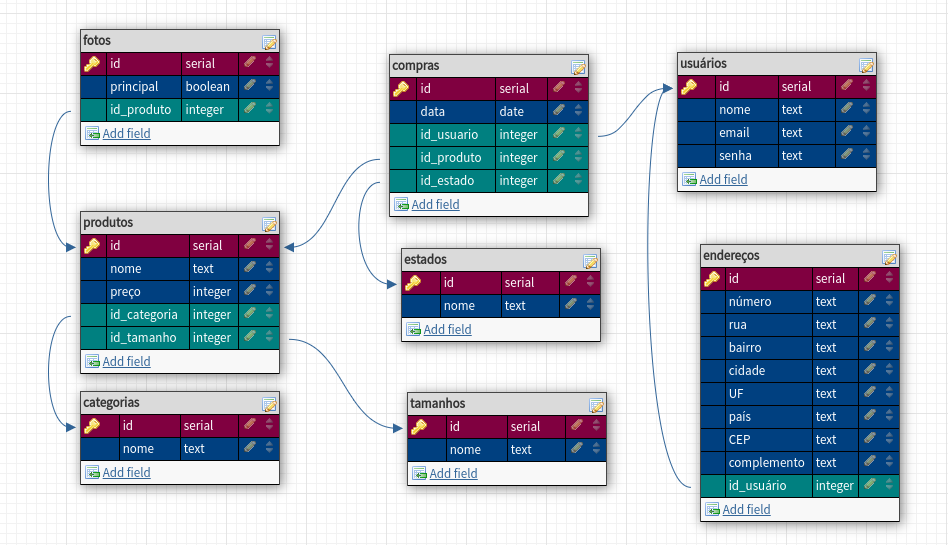 fotos
id serial
principal boolean
id_produto integer
Add field
compras
id serial
data date
id_usuario integer
id_produto integer
id_estado integer
Add field
usuários
id serial
nome text
email text
senha text
Add field
produtos
id serial
nome text
preço integer
id_categoria integer
id_tamanho integer
Add field
estados
id serial
nome text
Add field
endereços
id serial
número text
rua text
bairro text
cidade text
UF text
país text
CEP text
complemento text
id_usuário integer
Add field
categorias
id serial
nome text
Add field
tamanhos
id serial
nome text
Add field